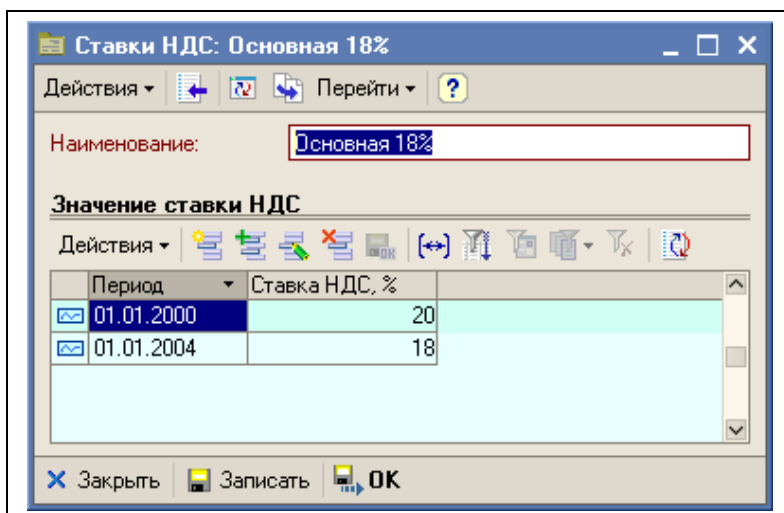 Ставки НДС: Основная 18%
Действия Перейти ?
Наименование: Основная 18%
Значение ставки НДС
Действия
Период Ставка НДС, %
01.01.2000 20
01.01.2004 18
Закрыть Записать OK